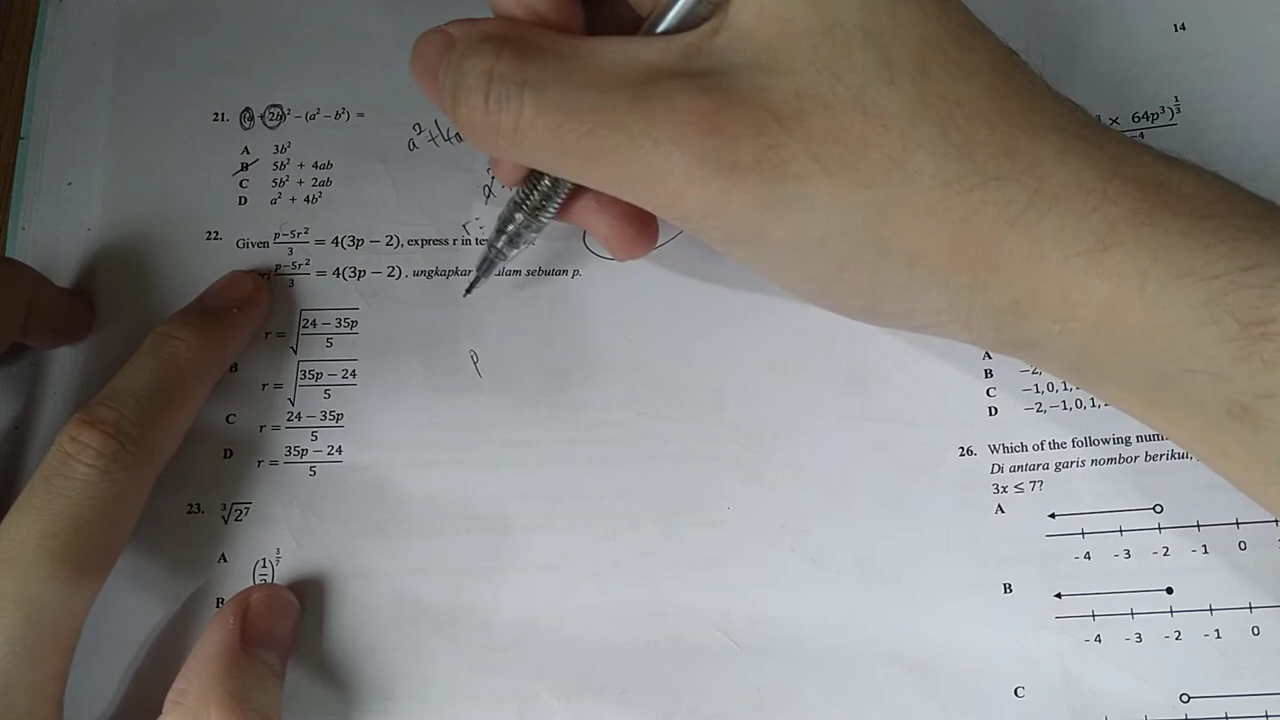 14
21. (a + 2b)² – (a² – b²) =
A 3b²
B 5b² + 4ab
C 5b² + 2ab
D a² + 4b²
a² + 4a
22. Given (p−5r²)/3 = 4(3p − 2), express r in
(p−5r²)/3 = 4(3p − 2), ungkapkan sebutan p.
r = √((24 − 35p)/5)
B r = √((35p − 24)/5)
C r = (24 − 35p)/5
D r = (35p − 24)/5
p
23. ³√2⁷
A
B
× 64p³)^(1/3)
−4
A
B −2,
C −1, 0, 1,
D −2, −1, 0, 1,
26. Which of the following
Di antara garis nombor berikut,
3x ≤ 7?
A
-4 -3 -2 -1 0
B
-4 -3 -2 -1 0
C